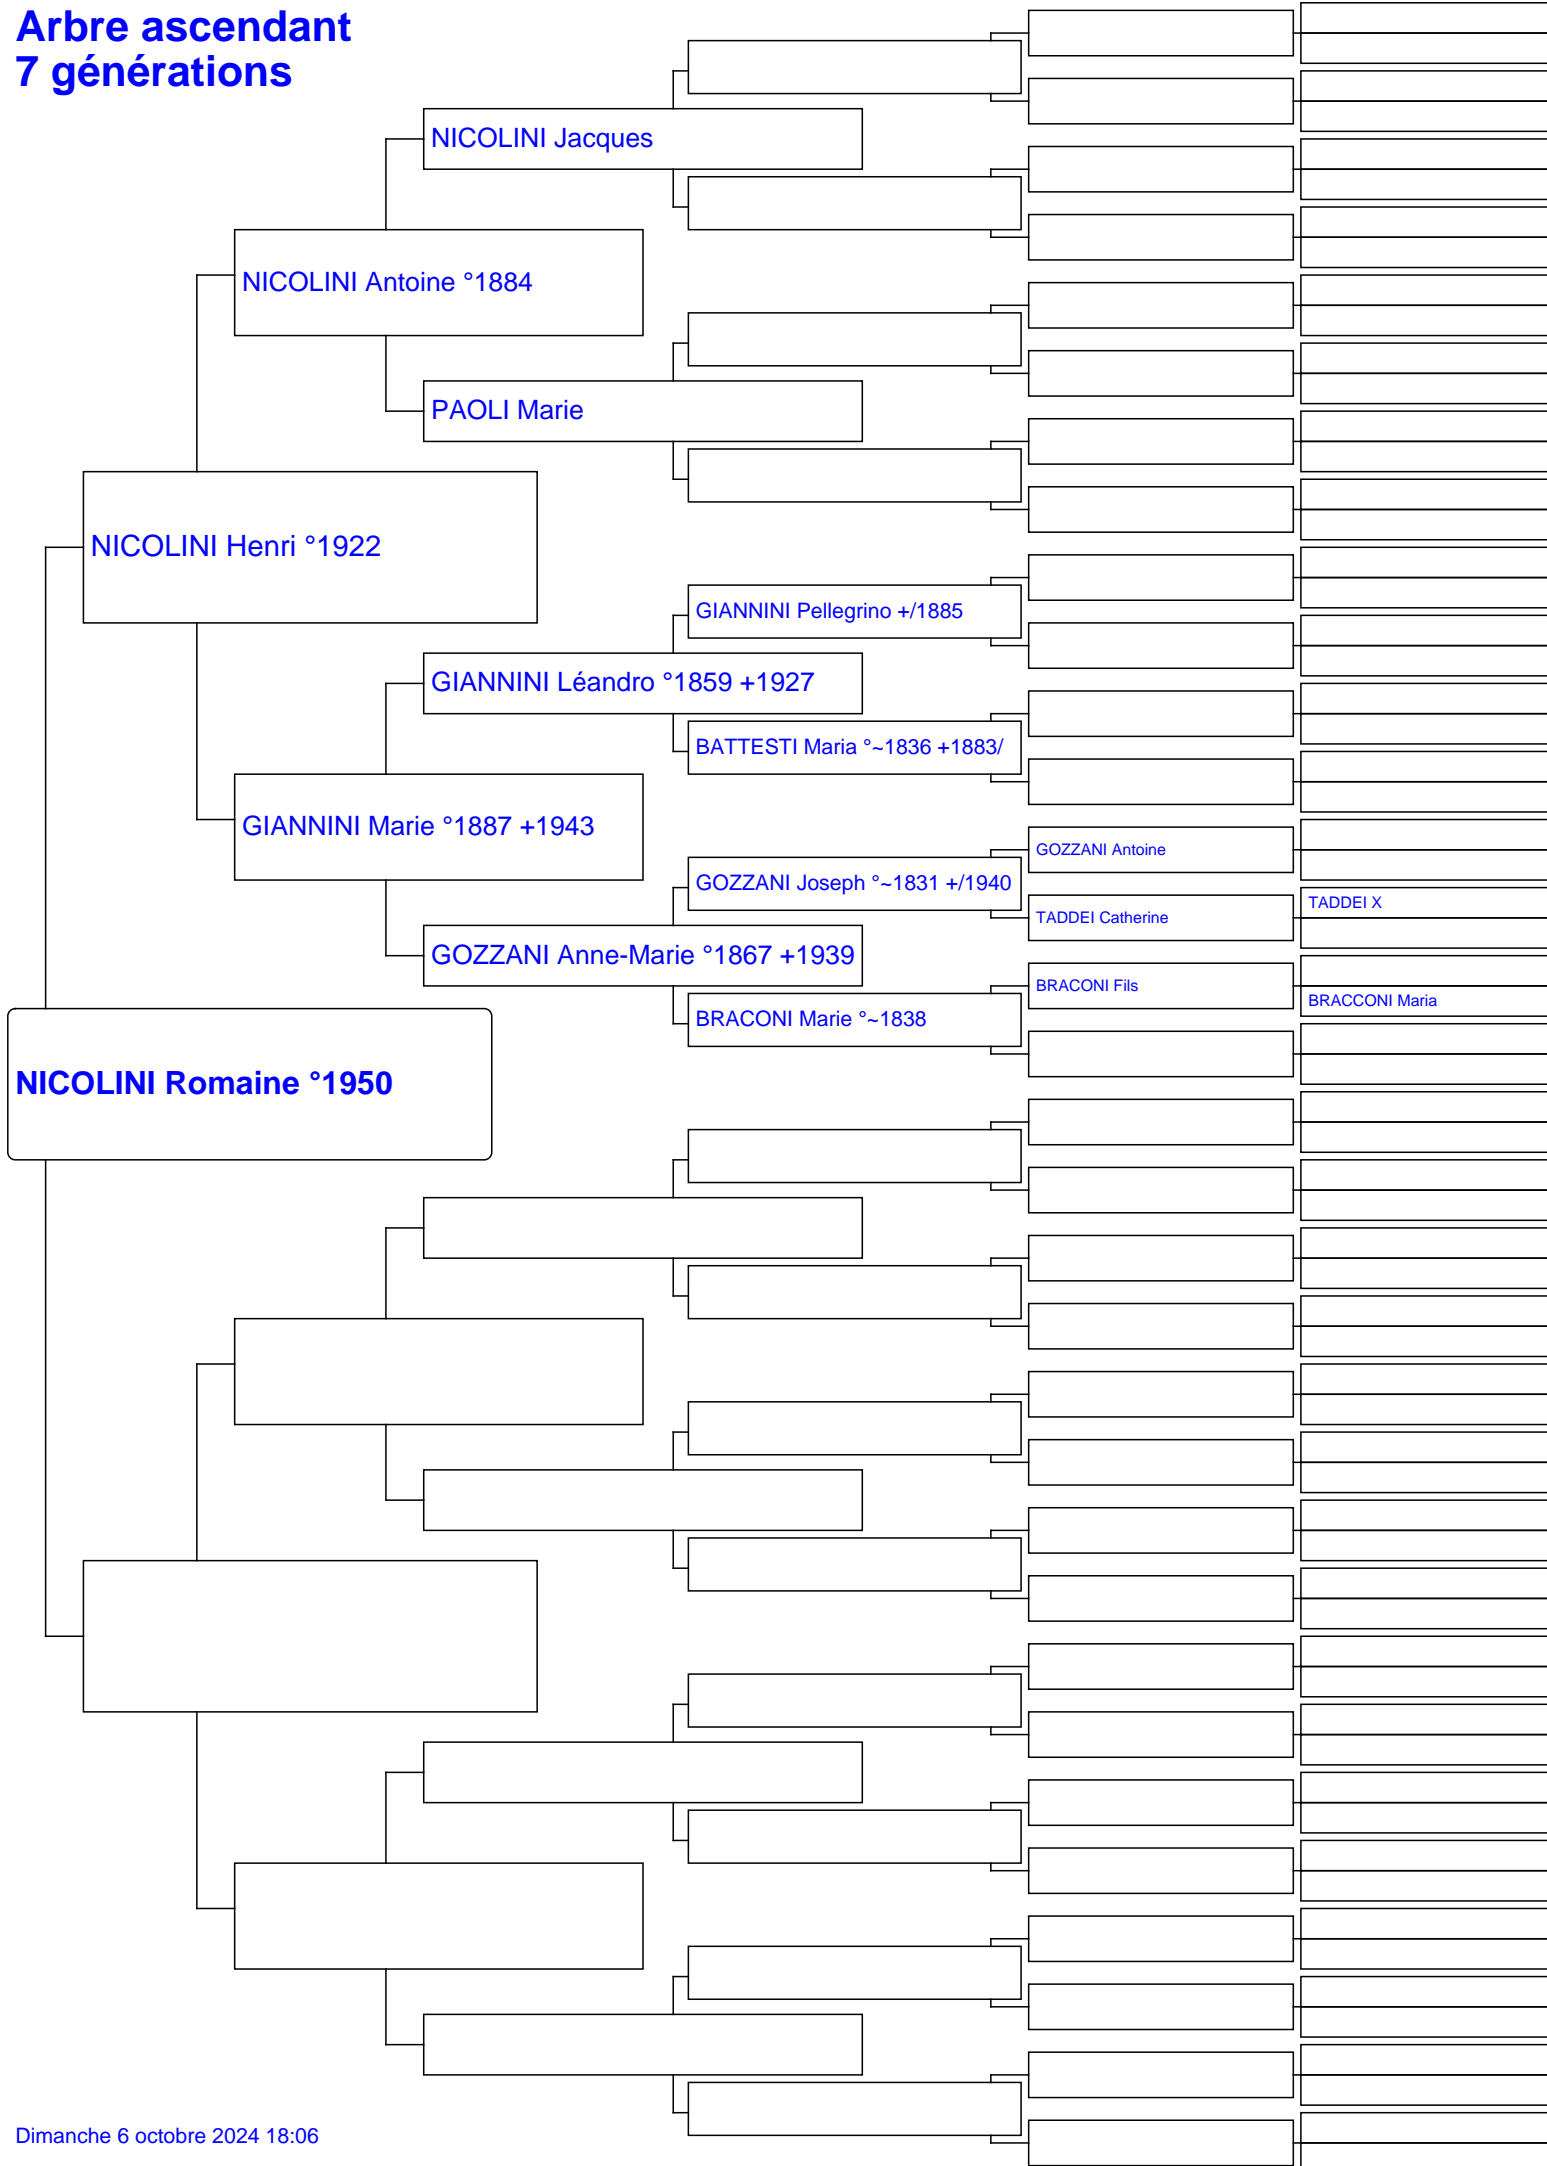 Arbre ascendant
7 générations
NICOLINI Jacques
NICOLINI Antoine °1884
PAOLI Marie
NICOLINI Henri °1922
GIANNINI Pellegrino +/1885
GIANNINI Léandro °1859 +1927
BATTESTI Maria °~1836 +1883/
GIANNINI Marie °1887 +1943
GOZZANI Antoine
GOZZANI Joseph °~1831 +/1940
TADDEI X
TADDEI Catherine
GOZZANI Anne-Marie °1867 +1939
BRACONI Fils
BRACCONI Maria
BRACONI Marie °~1838
NICOLINI Romaine °1950
Dimanche 6 octobre 2024 18:06